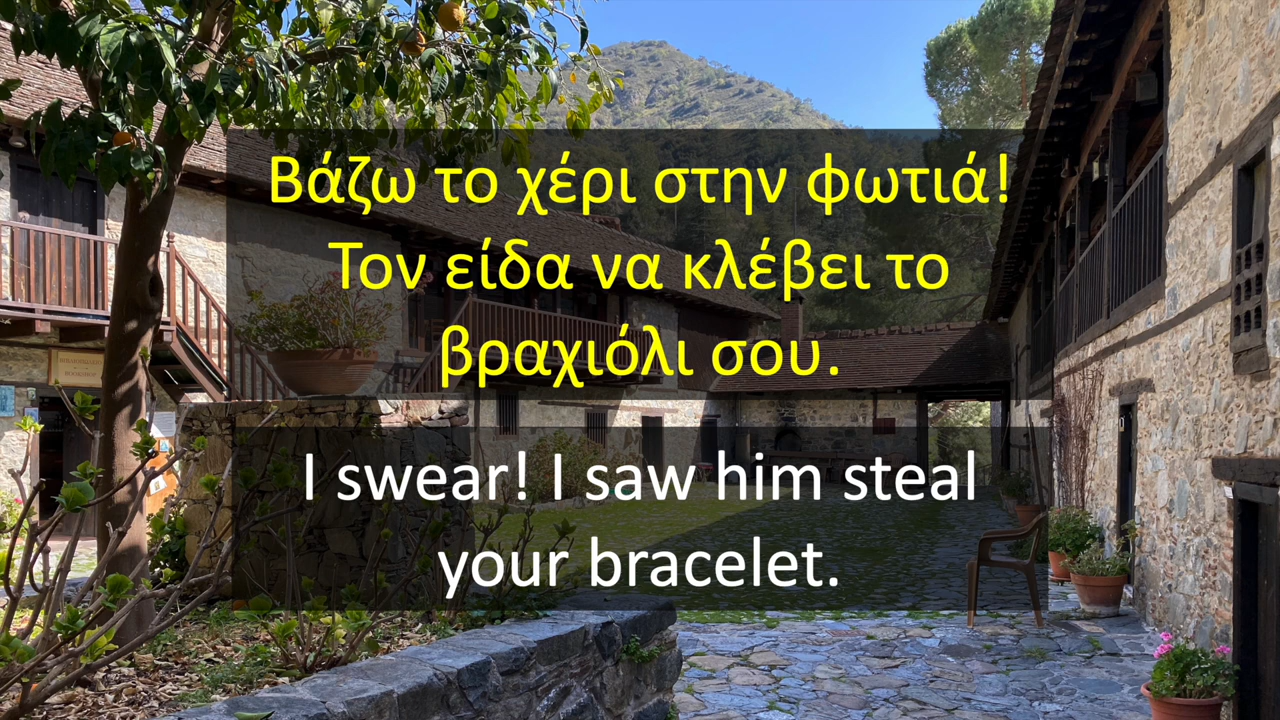 Βάζω το χέρι στην φωτιά!
Τον είδα να κλέβει το
βραχιόλι σου.
I swear! I saw him steal
your bracelet.